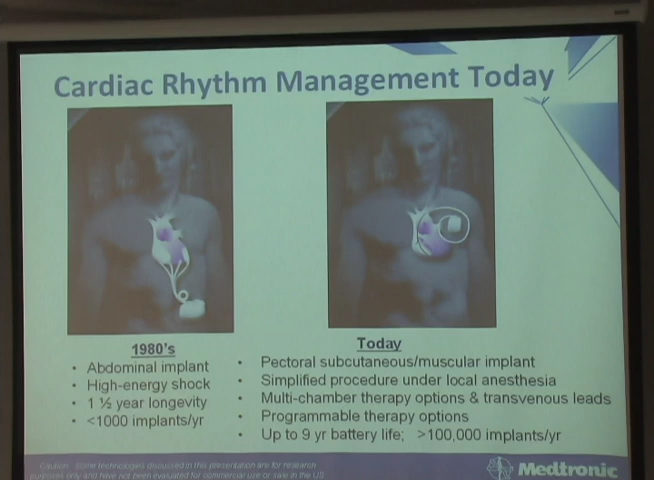 Cardiac Rhythm Management Today
1980's
• Abdominal implant
• High-energy shock
• 1 ½ year longevity
• <1000 implants/yr
Today
• Pectoral subcutaneous/muscular implant
• Simplified procedure under local anesthesia
• Multi-chamber therapy options & transvenous leads
• Programmable therapy options
• Up to 9 yr battery life; >100,000 implants/yr
Caution: Some technologies discussed in this presentation are for research
purposes only and have not been evaluated for commercial use or sale in the US
Medtronic